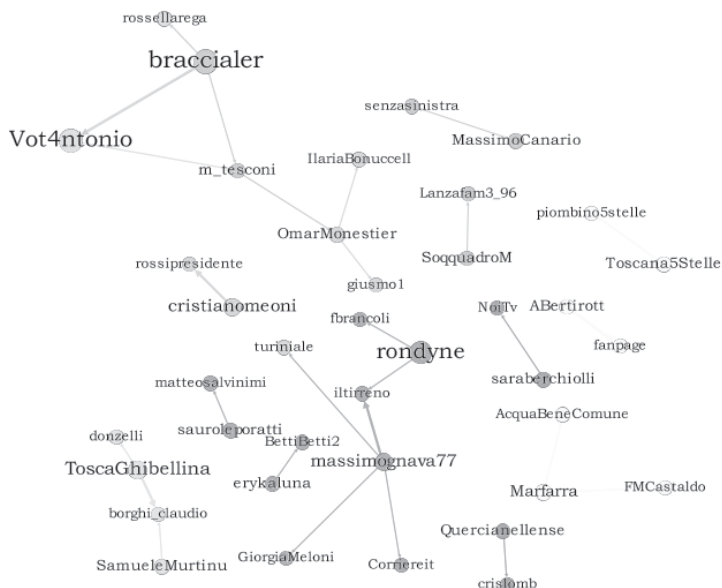 rossellarega
braccialer
senzasinistra
Vot4ntonio
MassimoCanario
IlariaBonuccell
m_tesconi
Lanzafam3_96
piombino5stelle
OmarMonestier
SoqquadroM
rossipresidente
Toscana5Stelle
giusmo1
cristianomeoni
NoiTv
ABertirott
fbrancoli
turiniale
rondyne
fanpage
matteosalvinimi
iltirreno
saraberchiolli
AcquaBeneComune
donzelli
sauroleporatti
BettiBetti2
ToscaGhibellina
massimognava77
erykaluna
Marfarra
FMCastaldo
borghi_claudio
Quercianellense
SamueleMurtinu
GiorgiaMeloni
Corriereit
crislomb